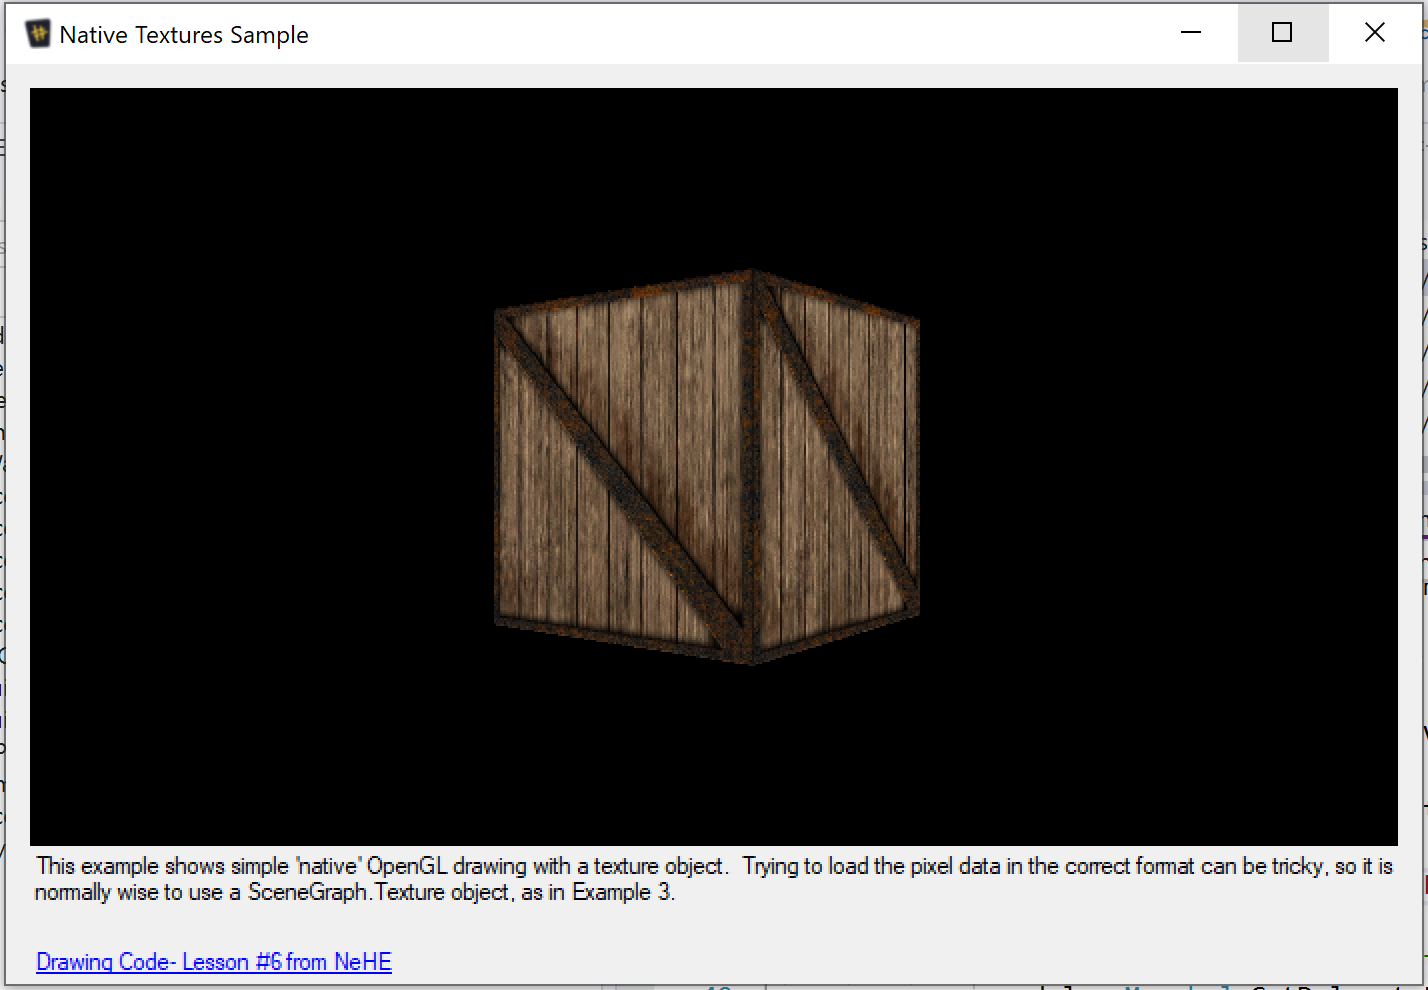 Native Textures Sample
This example shows simple 'native' OpenGL drawing with a texture object.  Trying to load the pixel data in the correct format can be tricky, so it is
normally wise to use a SceneGraph.Texture object, as in Example 3.
Drawing Code- Lesson #6 from NeHE